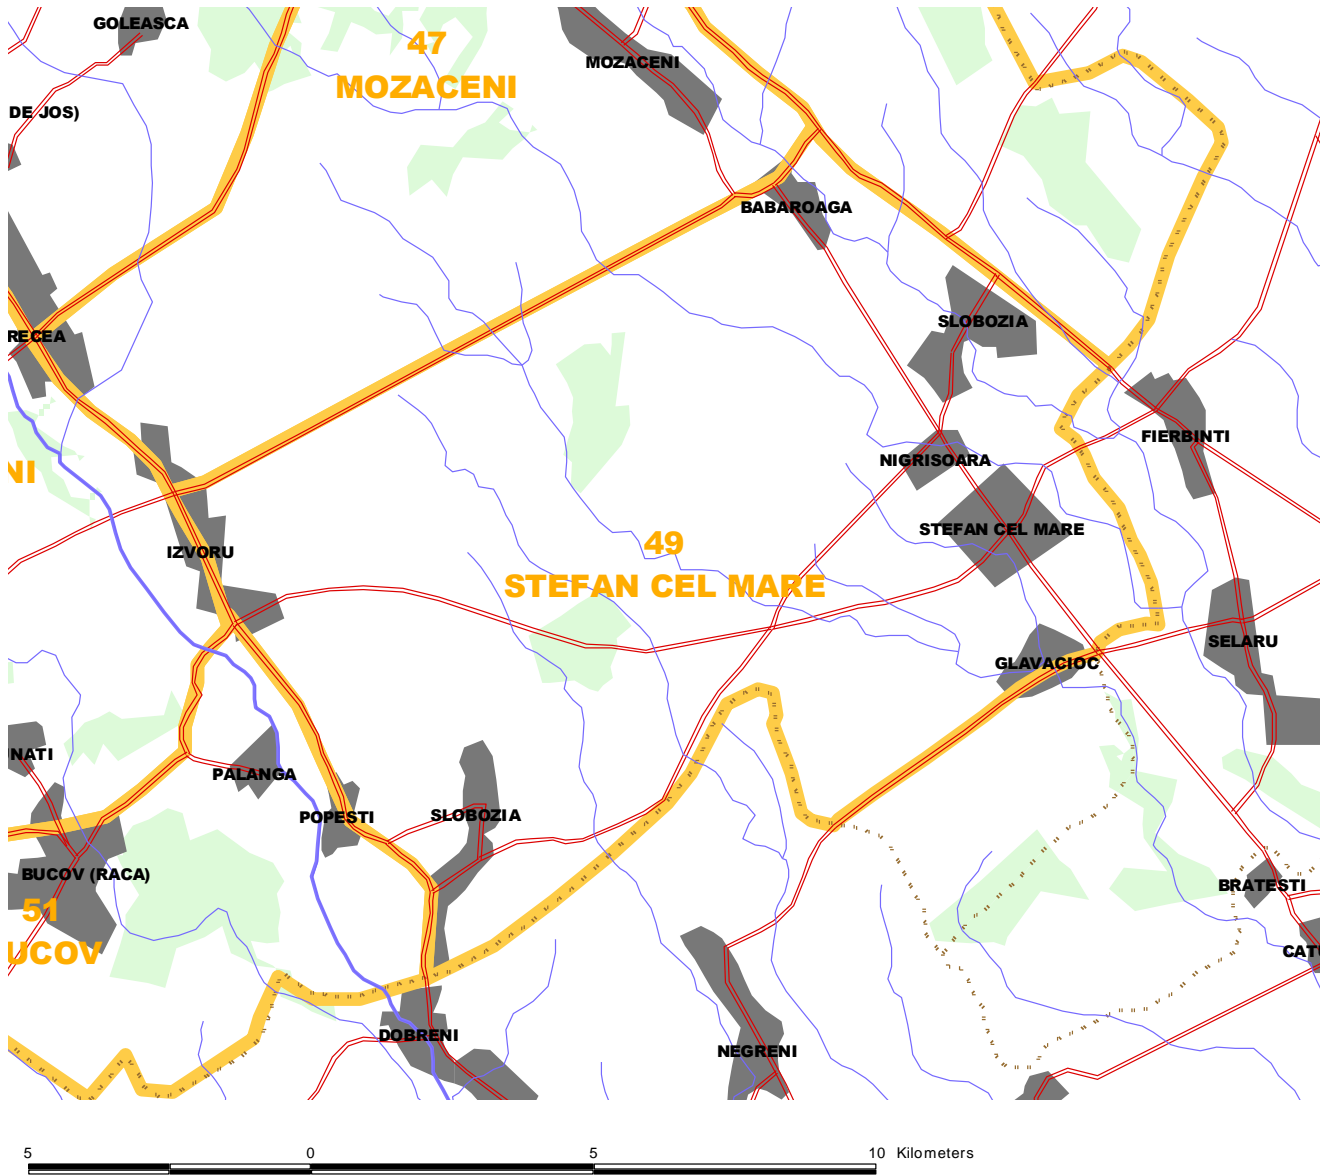 GOLEASCA
47
MOZACENI
MOZACENI
DE JOS)
BABAROAGA
SLOBOZIA
RECEA
FIERBINTI
NIGRISOARA
NI
STEFAN CEL MARE
49
IZVORU
STEFAN CEL MARE
SELARU
GLAVACIOC
NATI
PALANGA
POPESTI
SLOBOZIA
BUCOV (RACA)
BRATESTI
51
UCOV
CAT
DOBRENI
NEGRENI
5 0 5 10 Kilometers